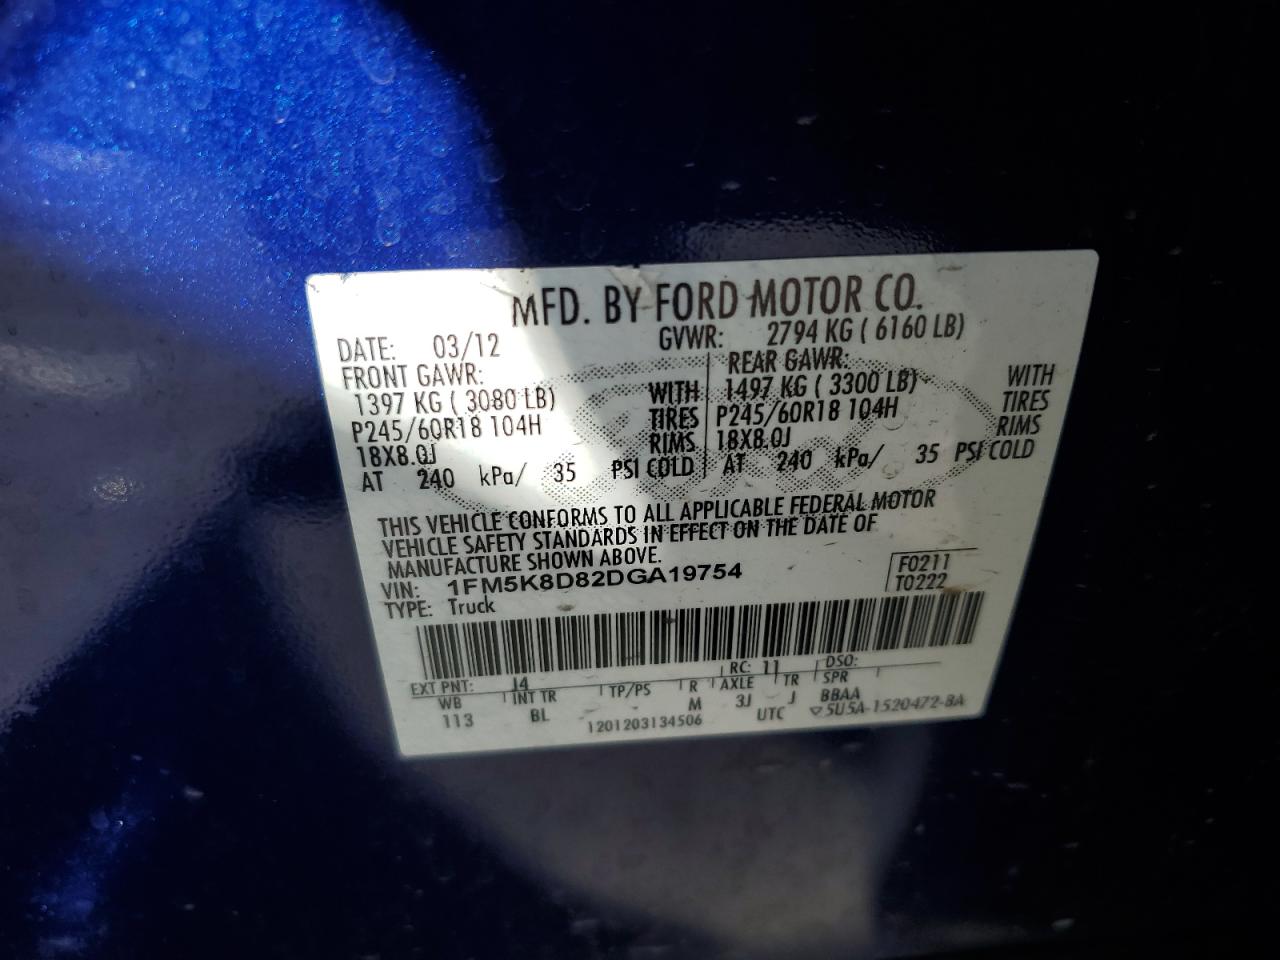 MFD. BY FORD MOTOR CO.
DATE: 03/12 GVWR: 2794 KG ( 6160 LB)
FRONT GAWR: REAR GAWR:
1397 KG ( 3080 LB) WITH 1497 KG ( 3300 LB) WITH
P245/60R18 104H TIRES P245/60R18 104H TIRES
18X8.0J RIMS 18X8.0J RIMS
AT 240 kPa/ 35 PSI COLD AT 240 kPa/ 35 PSI COLD
THIS VEHICLE CONFORMS TO ALL APPLICABLE FEDERAL MOTOR
VEHICLE SAFETY STANDARDS IN EFFECT ON THE DATE OF
MANUFACTURE SHOWN ABOVE.
VIN: 1FM5K8D82DGA19754 F0211
TYPE: Truck T0222
EXT PNT: J4 RC: 11 DSO:
WB INT TR TP/PS R AXLE TR SPR
113 BL M 3J J BBAA
1201203134506 UTC 5U5A-1520472-BA